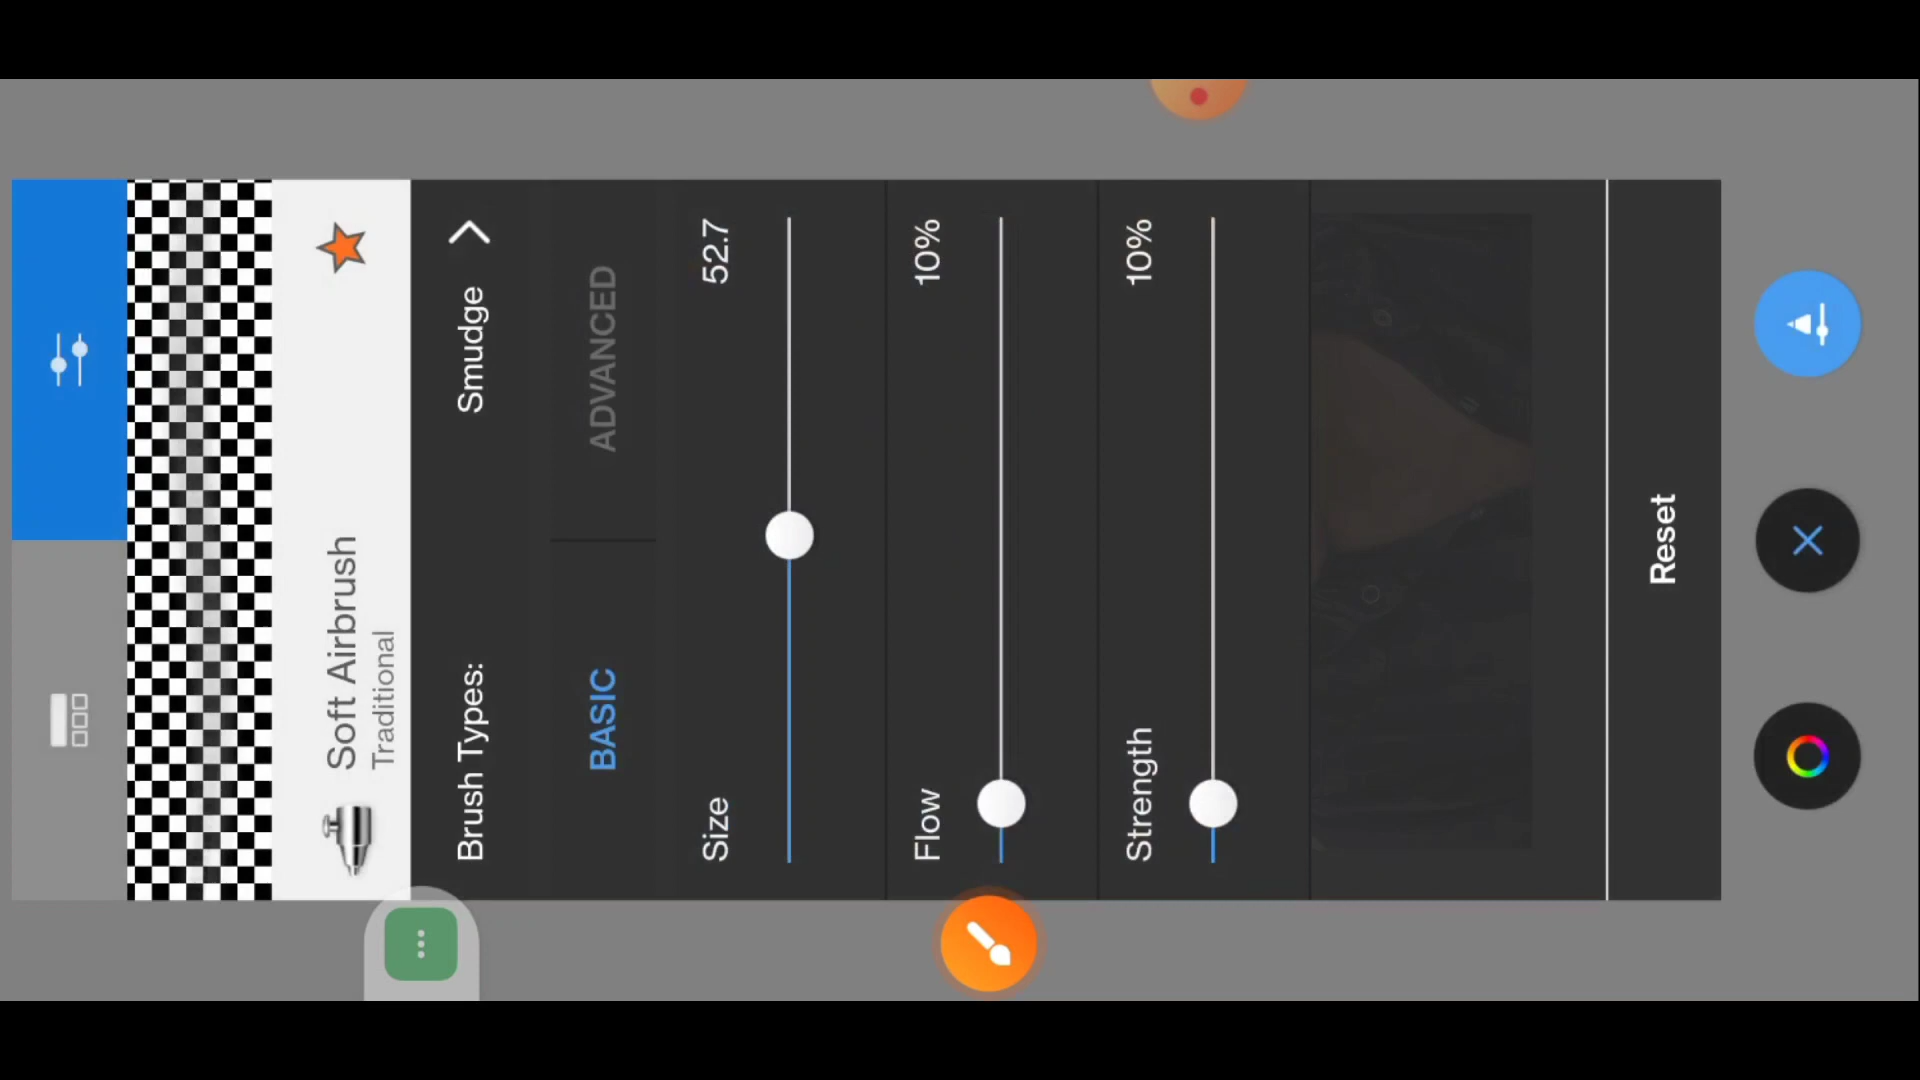 Soft Airbrush
Traditional
Brush Types: Smudge
BASIC ADVANCED
Size 52.7
Flow 10%
Strength 10%
Reset